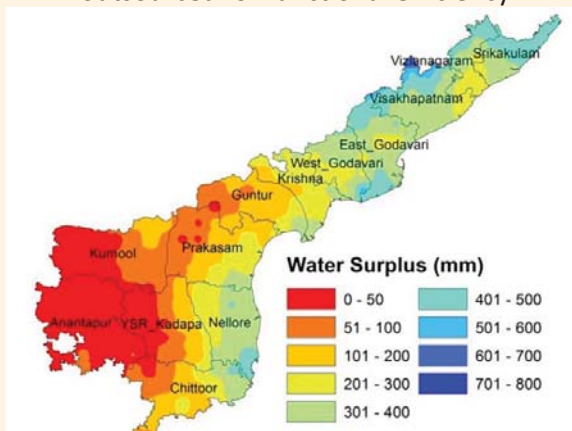 Vizianagaram
Srikakulam
Visakhapatnam
East_Godavari
West_Godavari
Krishna
Guntur
Prakasam
Kurnool
Anantapur
YSR_Kadapa
Nellore
Chittoor
Water Surplus (mm)
0 - 50
51 - 100
101 - 200
201 - 300
301 - 400
401 - 500
501 - 600
601 - 700
701 - 800